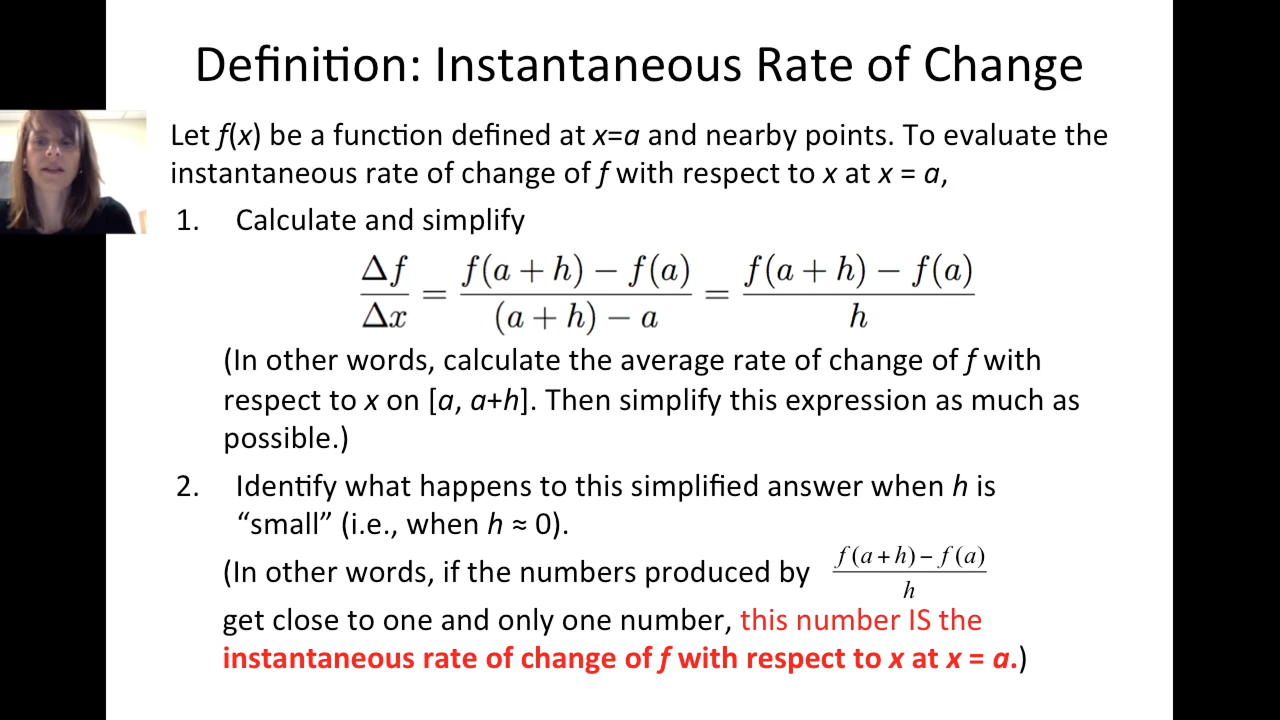 Definition: Instantaneous Rate of Change
Let f(x) be a function defined at x=a and nearby points. To evaluate the
instantaneous rate of change of f with respect to x at x = a,
1. Calculate and simplify
Δf/Δx = (f(a + h) − f(a))/((a + h) − a) = (f(a + h) − f(a))/h
(In other words, calculate the average rate of change of f with
respect to x on [a, a+h]. Then simplify this expression as much as
possible.)
2. Identify what happens to this simplified answer when h is
“small” (i.e., when h ≈ 0).
(In other words, if the numbers produced by (f(a+h)−f(a))/h
get close to one and only one number, this number IS the
instantaneous rate of change of f with respect to x at x = a.)